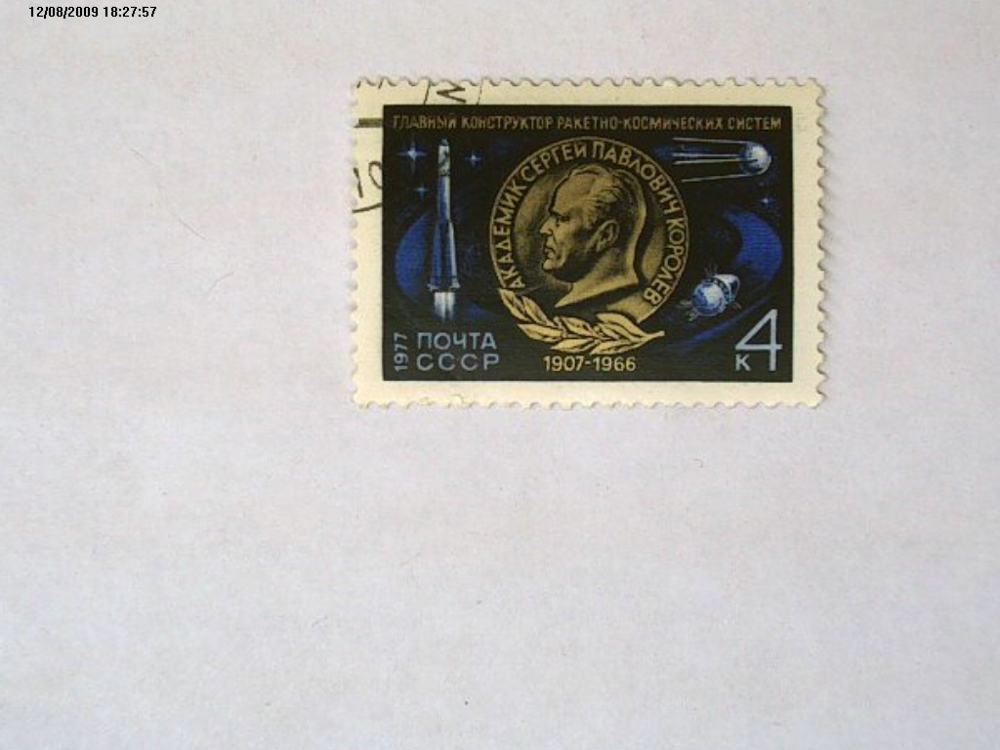 12/08/2009 18:27:57
ГЛАВНЫЙ КОНСТРУКТОР РАКЕТНО-КОСМИЧЕСКИХ СИСТЕМ
АКАДЕМИК СЕРГЕЙ ПАВЛОВИЧ КОРОЛЕВ
1977
ПОЧТА
СССР
1907-1966
4
К
10